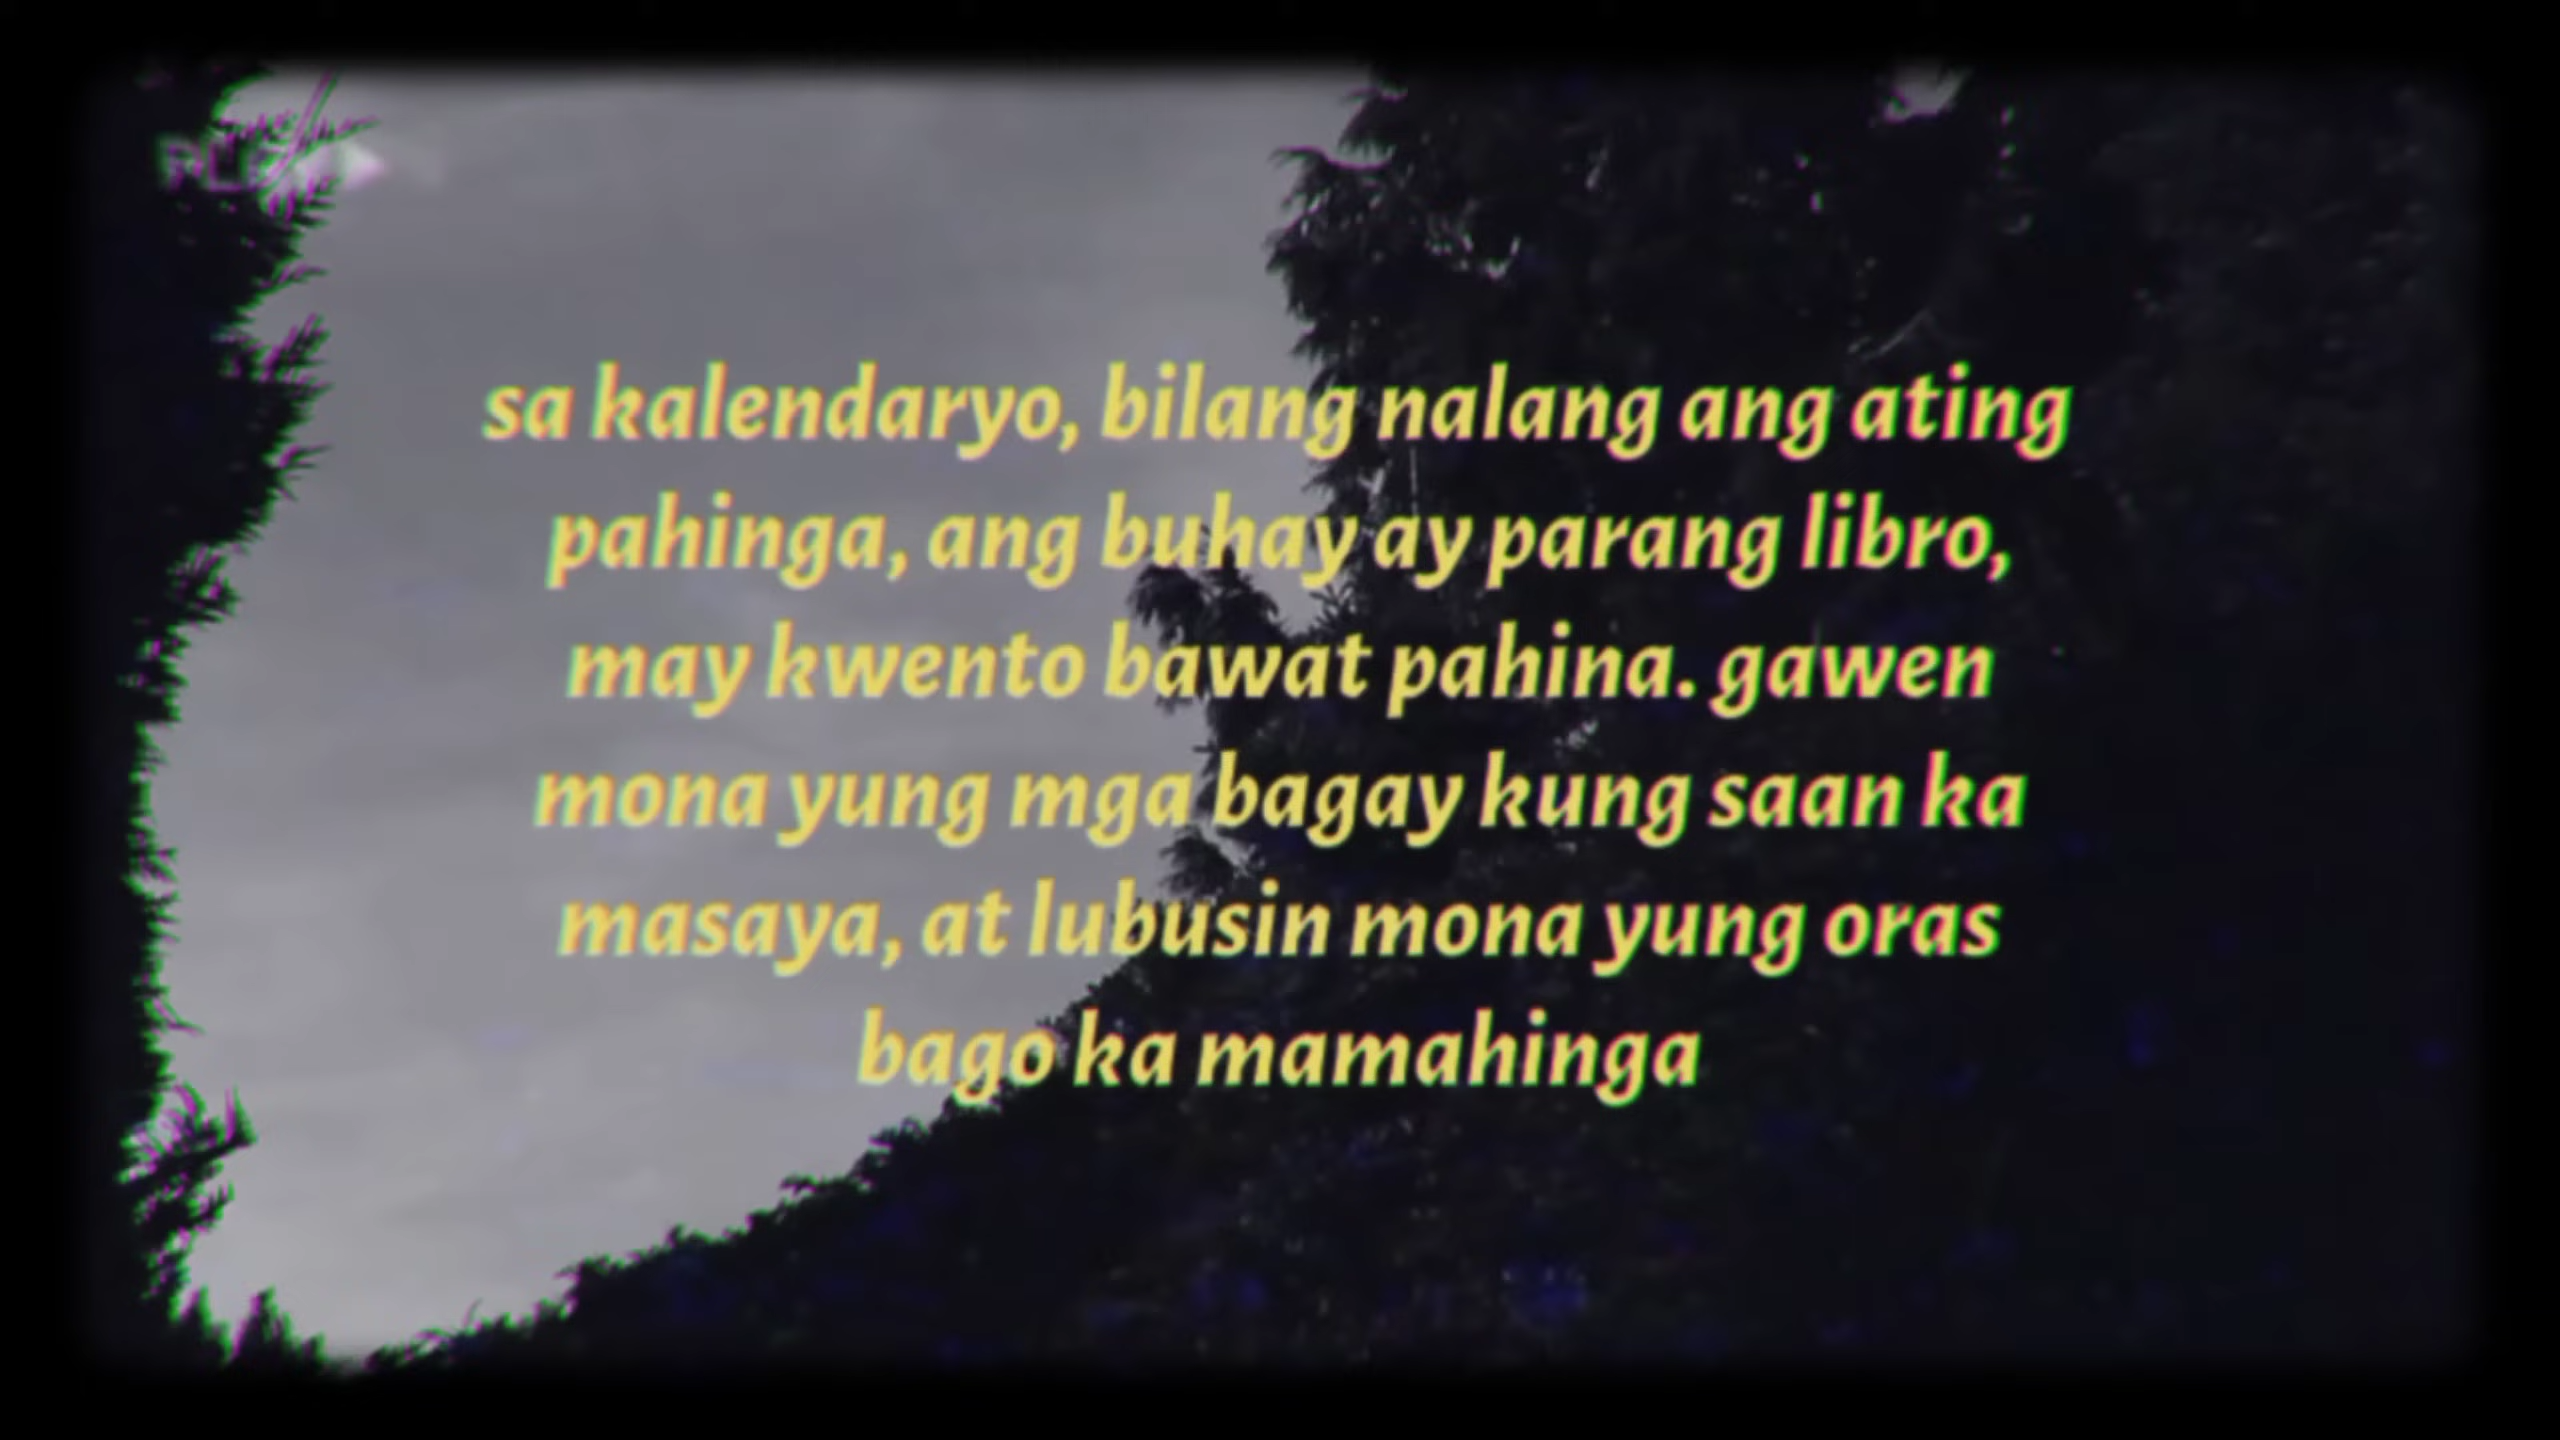 sa kalendaryo, bilang nalang ang ating
pahinga, ang buhay ay parang libro,
may kwento bawat pahina. gawen
mona yung mga bagay kung saan ka
masaya, at lubusin mona yung oras
bago ka mamahinga